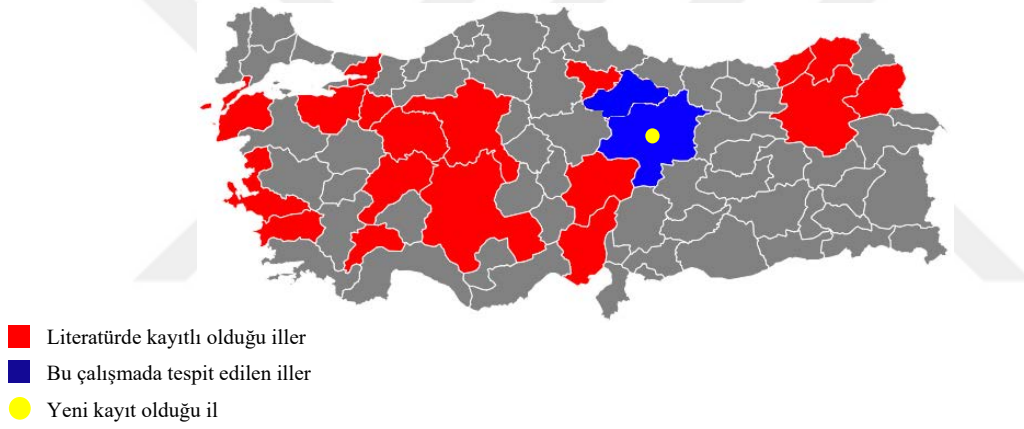 Literatürde kayıtlı olduğu iller
Bu çalışmada tespit edilen iller
Yeni kayıt olduğu il